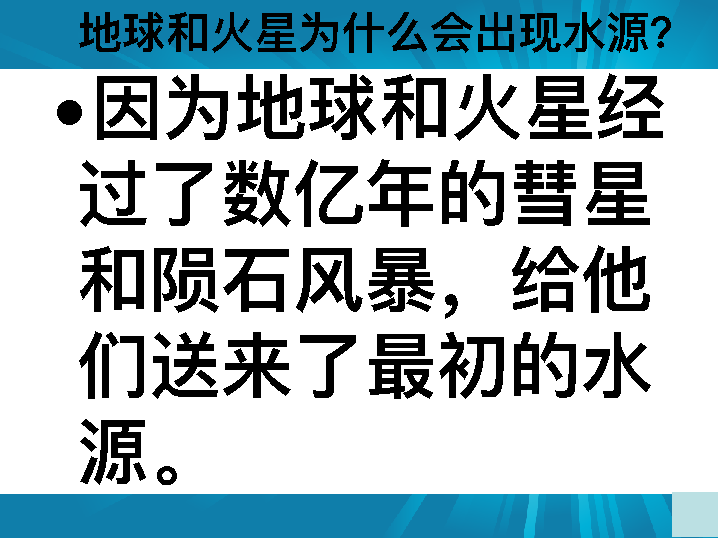 地球和火星为什么会出现水源?
•因为地球和火星经
过了数亿年的彗星
和陨石风暴，给他
们送来了最初的水
源。